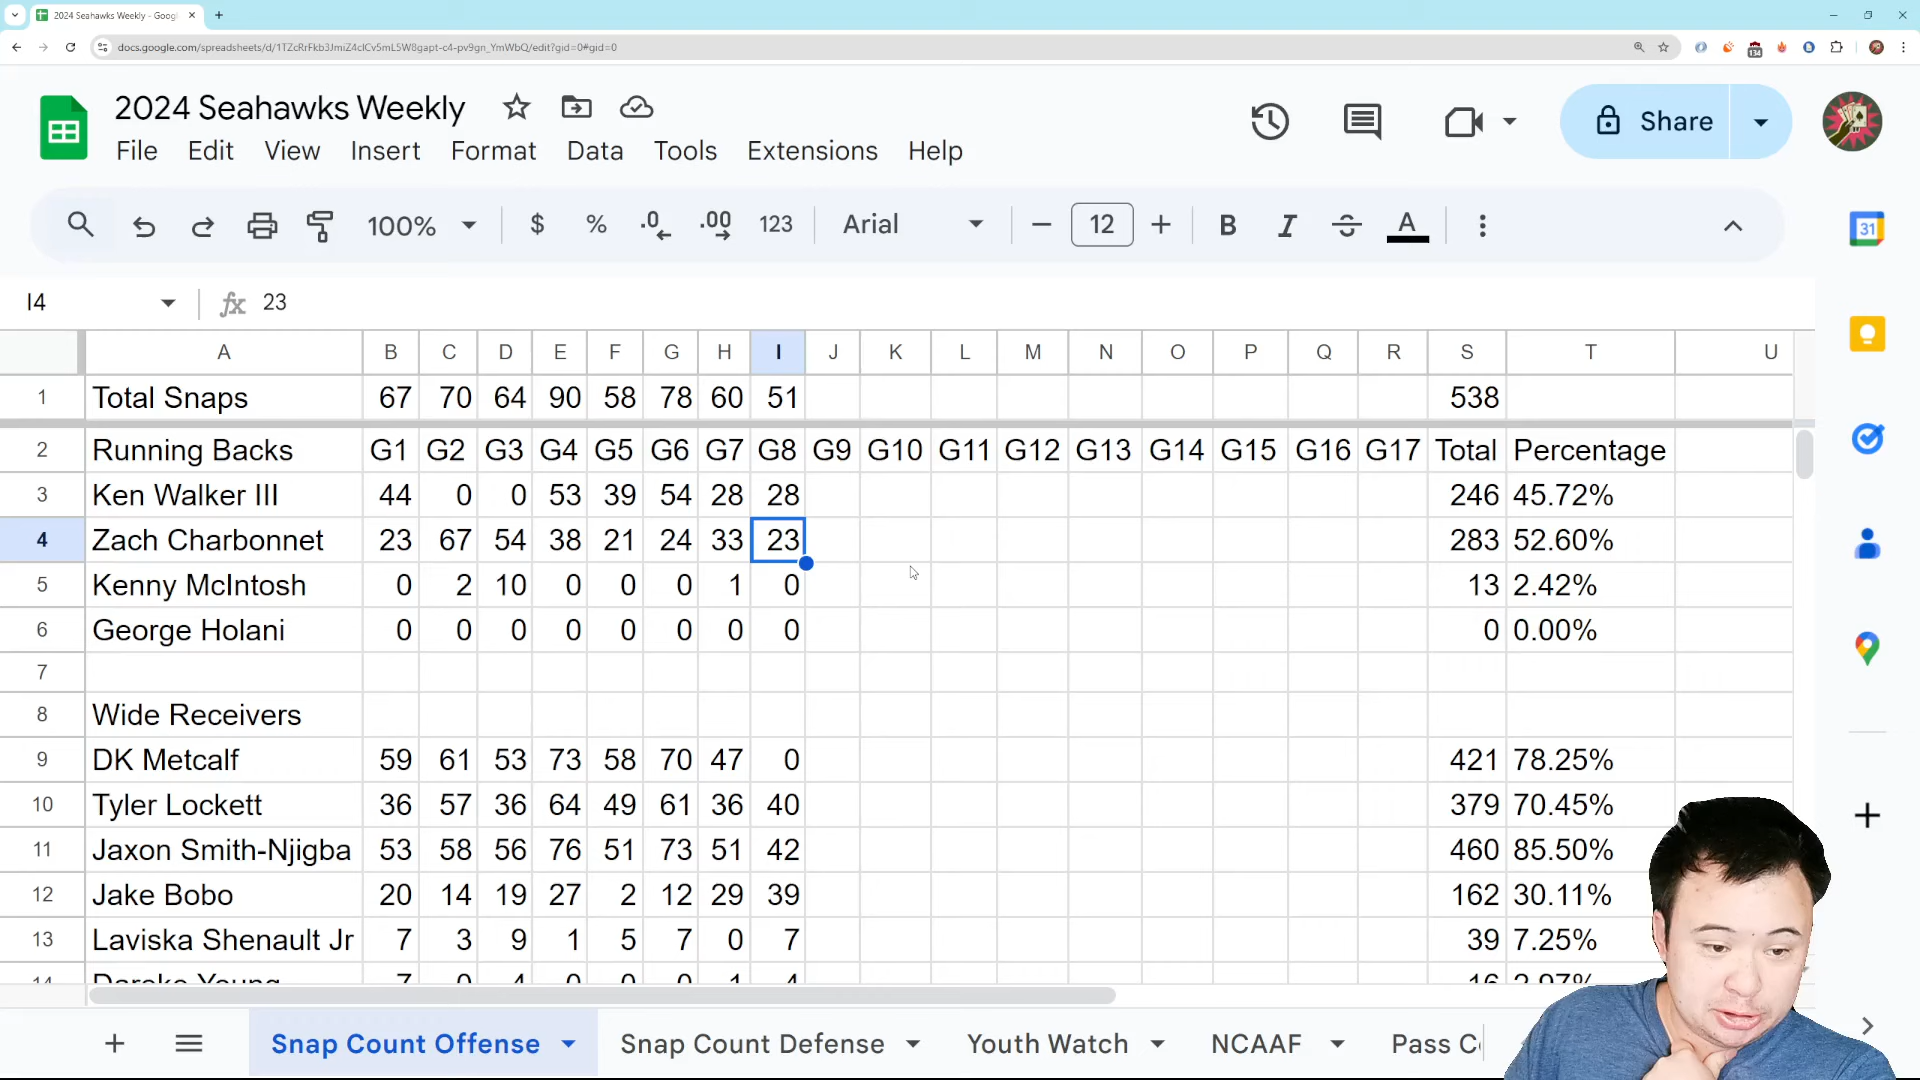 2024 Seahawks Weekly - Goog
docs.google.com/spreadsheets/d/1TZcRrFkb3JmiZ4clCv5mL5W8gapt-c4-pv9gn_YmWbQ/edit?gid=0#gid=0
134
2024 Seahawks Weekly
File Edit View Insert Format Data Tools Extensions Help
Share
100% $ % .0 .00 123 Arial 12 B I S A
31
I4 fx 23
A B C D E F G H I J K L M N O P Q R S T U
1 Total Snaps 67 70 64 90 58 78 60 51 538
2 Running Backs G1 G2 G3 G4 G5 G6 G7 G8 G9 G10 G11 G12 G13 G14 G15 G16 G17 Total Percentage
3 Ken Walker III 44 0 0 53 39 54 28 28 246 45.72%
4 Zach Charbonnet 23 67 54 38 21 24 33 23 283 52.60%
5 Kenny McIntosh 0 2 10 0 0 0 1 0 13 2.42%
6 George Holani 0 0 0 0 0 0 0 0 0 0.00%
7
8 Wide Receivers
9 DK Metcalf 59 61 53 73 58 70 47 0 421 78.25%
10 Tyler Lockett 36 57 36 64 49 61 36 40 379 70.45%
11 Jaxon Smith-Njigba 53 58 56 76 51 73 51 42 460 85.50%
12 Jake Bobo 20 14 19 27 2 12 29 39 162 30.11%
13 Laviska Shenault Jr 7 3 9 1 5 7 0 7 39 7.25%
14 Dareke Young 7 0 4 0 0 0 1 4 16 2.97%
Snap Count Offense Snap Count Defense Youth Watch NCAAF Pass C